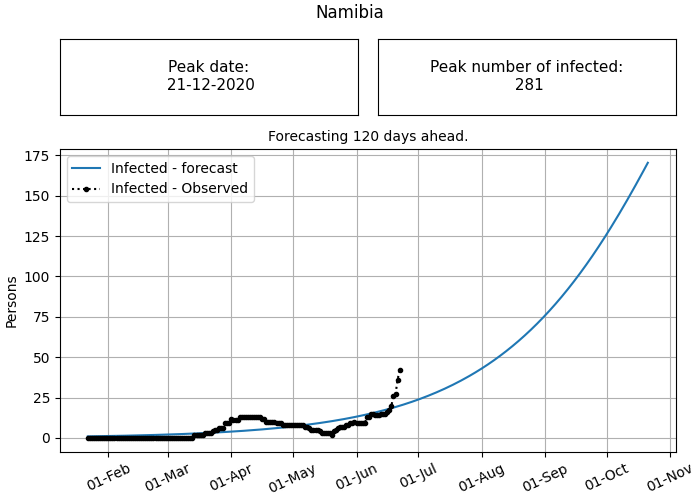 Namibia
Peak date:
21-12-2020
Peak number of infected:
281
Forecasting 120 days ahead.
Infected - forecast
Infected - Observed
Persons
175
150
125
100
75
50
25
0
01-Feb
01-Mar
01-Apr
01-May
01-Jun
01-Jul
01-Aug
01-Sep
01-Oct
01-Nov